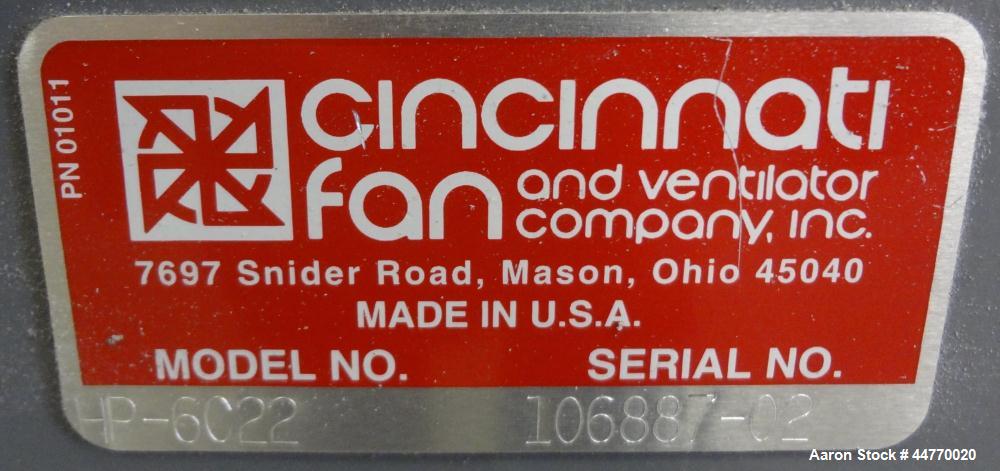 PN 01011
cincinnati
fan and ventilator
company, inc.
7697 Snider Road, Mason, Ohio 45040
MADE IN U.S.A.
MODEL NO. SERIAL NO.
HP-6C22 106887-02
Aaron Stock # 44770020